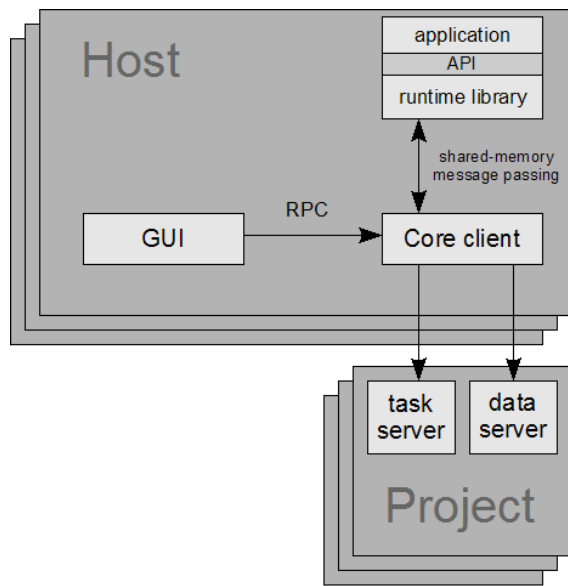 Host
application
API
runtime library
shared-memory
message passing
RPC
GUI
Core client
task
server
data
server
Project